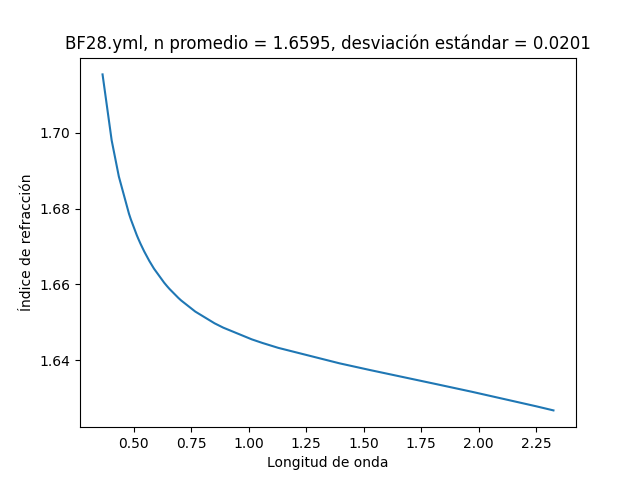 BF28.yml, n promedio = 1.6595, desviación estándar = 0.0201
1.70
1.68
1.66
1.64
Índice de refracción
0.50 0.75 1.00 1.25 1.50 1.75 2.00 2.25
Longitud de onda